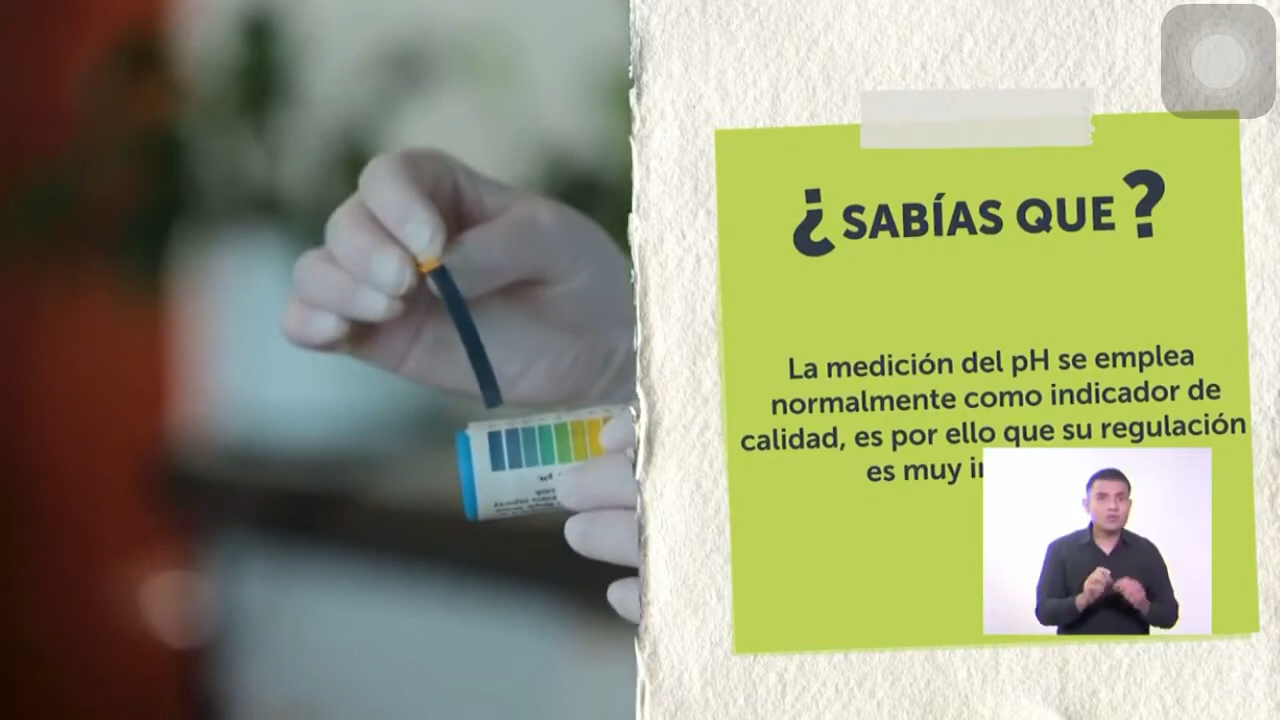 ¿SABÍAS QUE?
La medición del pH se emplea
normalmente como indicador de
calidad, es por ello que su regulación
es muy